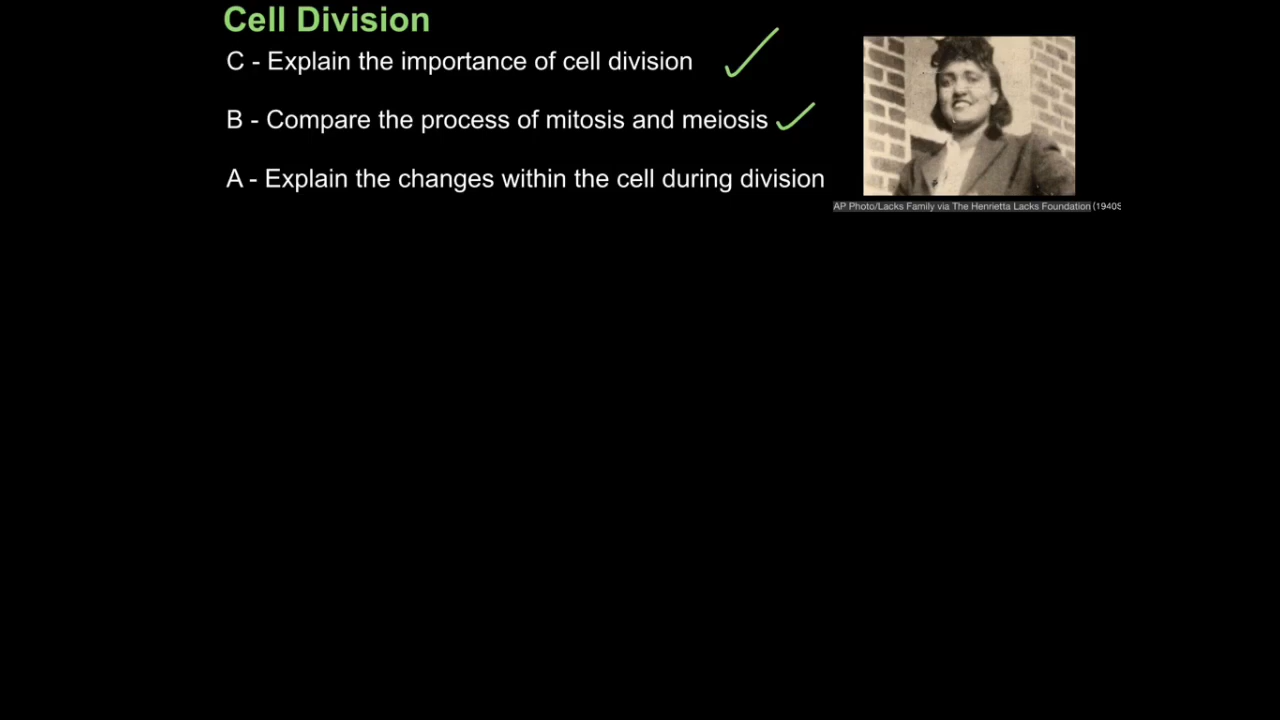 Cell Division
C - Explain the importance of cell division
B - Compare the process of mitosis and meiosis
A - Explain the changes within the cell during division
AP Photo/Lacks Family via The Henrietta Lacks Foundation (1940s